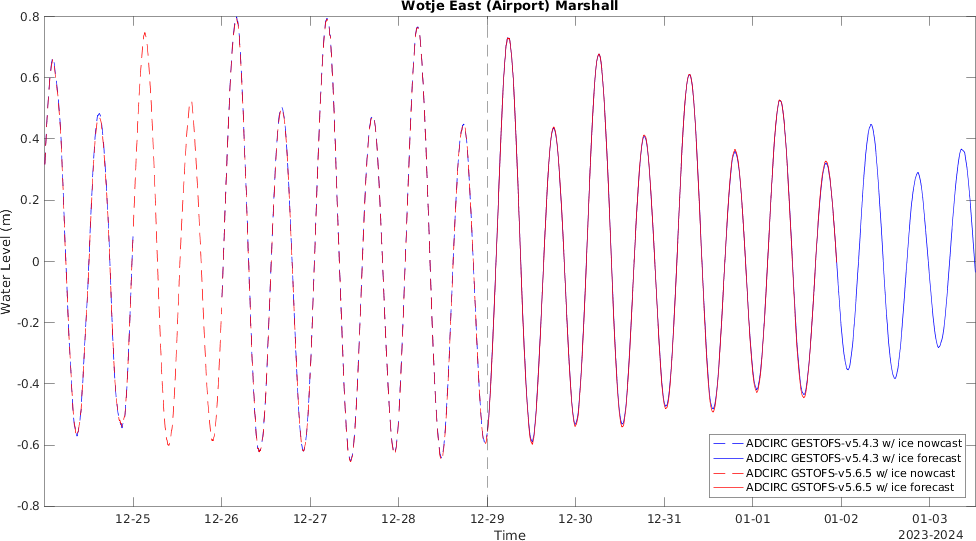 Wotje East (Airport) Marshall
0.8
0.6
0.4
0.2
0
-0.2
-0.4
-0.6
-0.8
Water Level (m)
ADCIRC GESTOFS-v5.4.3 w/ ice nowcast
ADCIRC GESTOFS-v5.4.3 w/ ice forecast
ADCIRC GSTOFS-v5.6.5 w/ ice nowcast
ADCIRC GSTOFS-v5.6.5 w/ ice forecast
12-25 12-26 12-27 12-28 12-29 12-30 12-31 01-01 01-02 01-03
Time
2023-2024